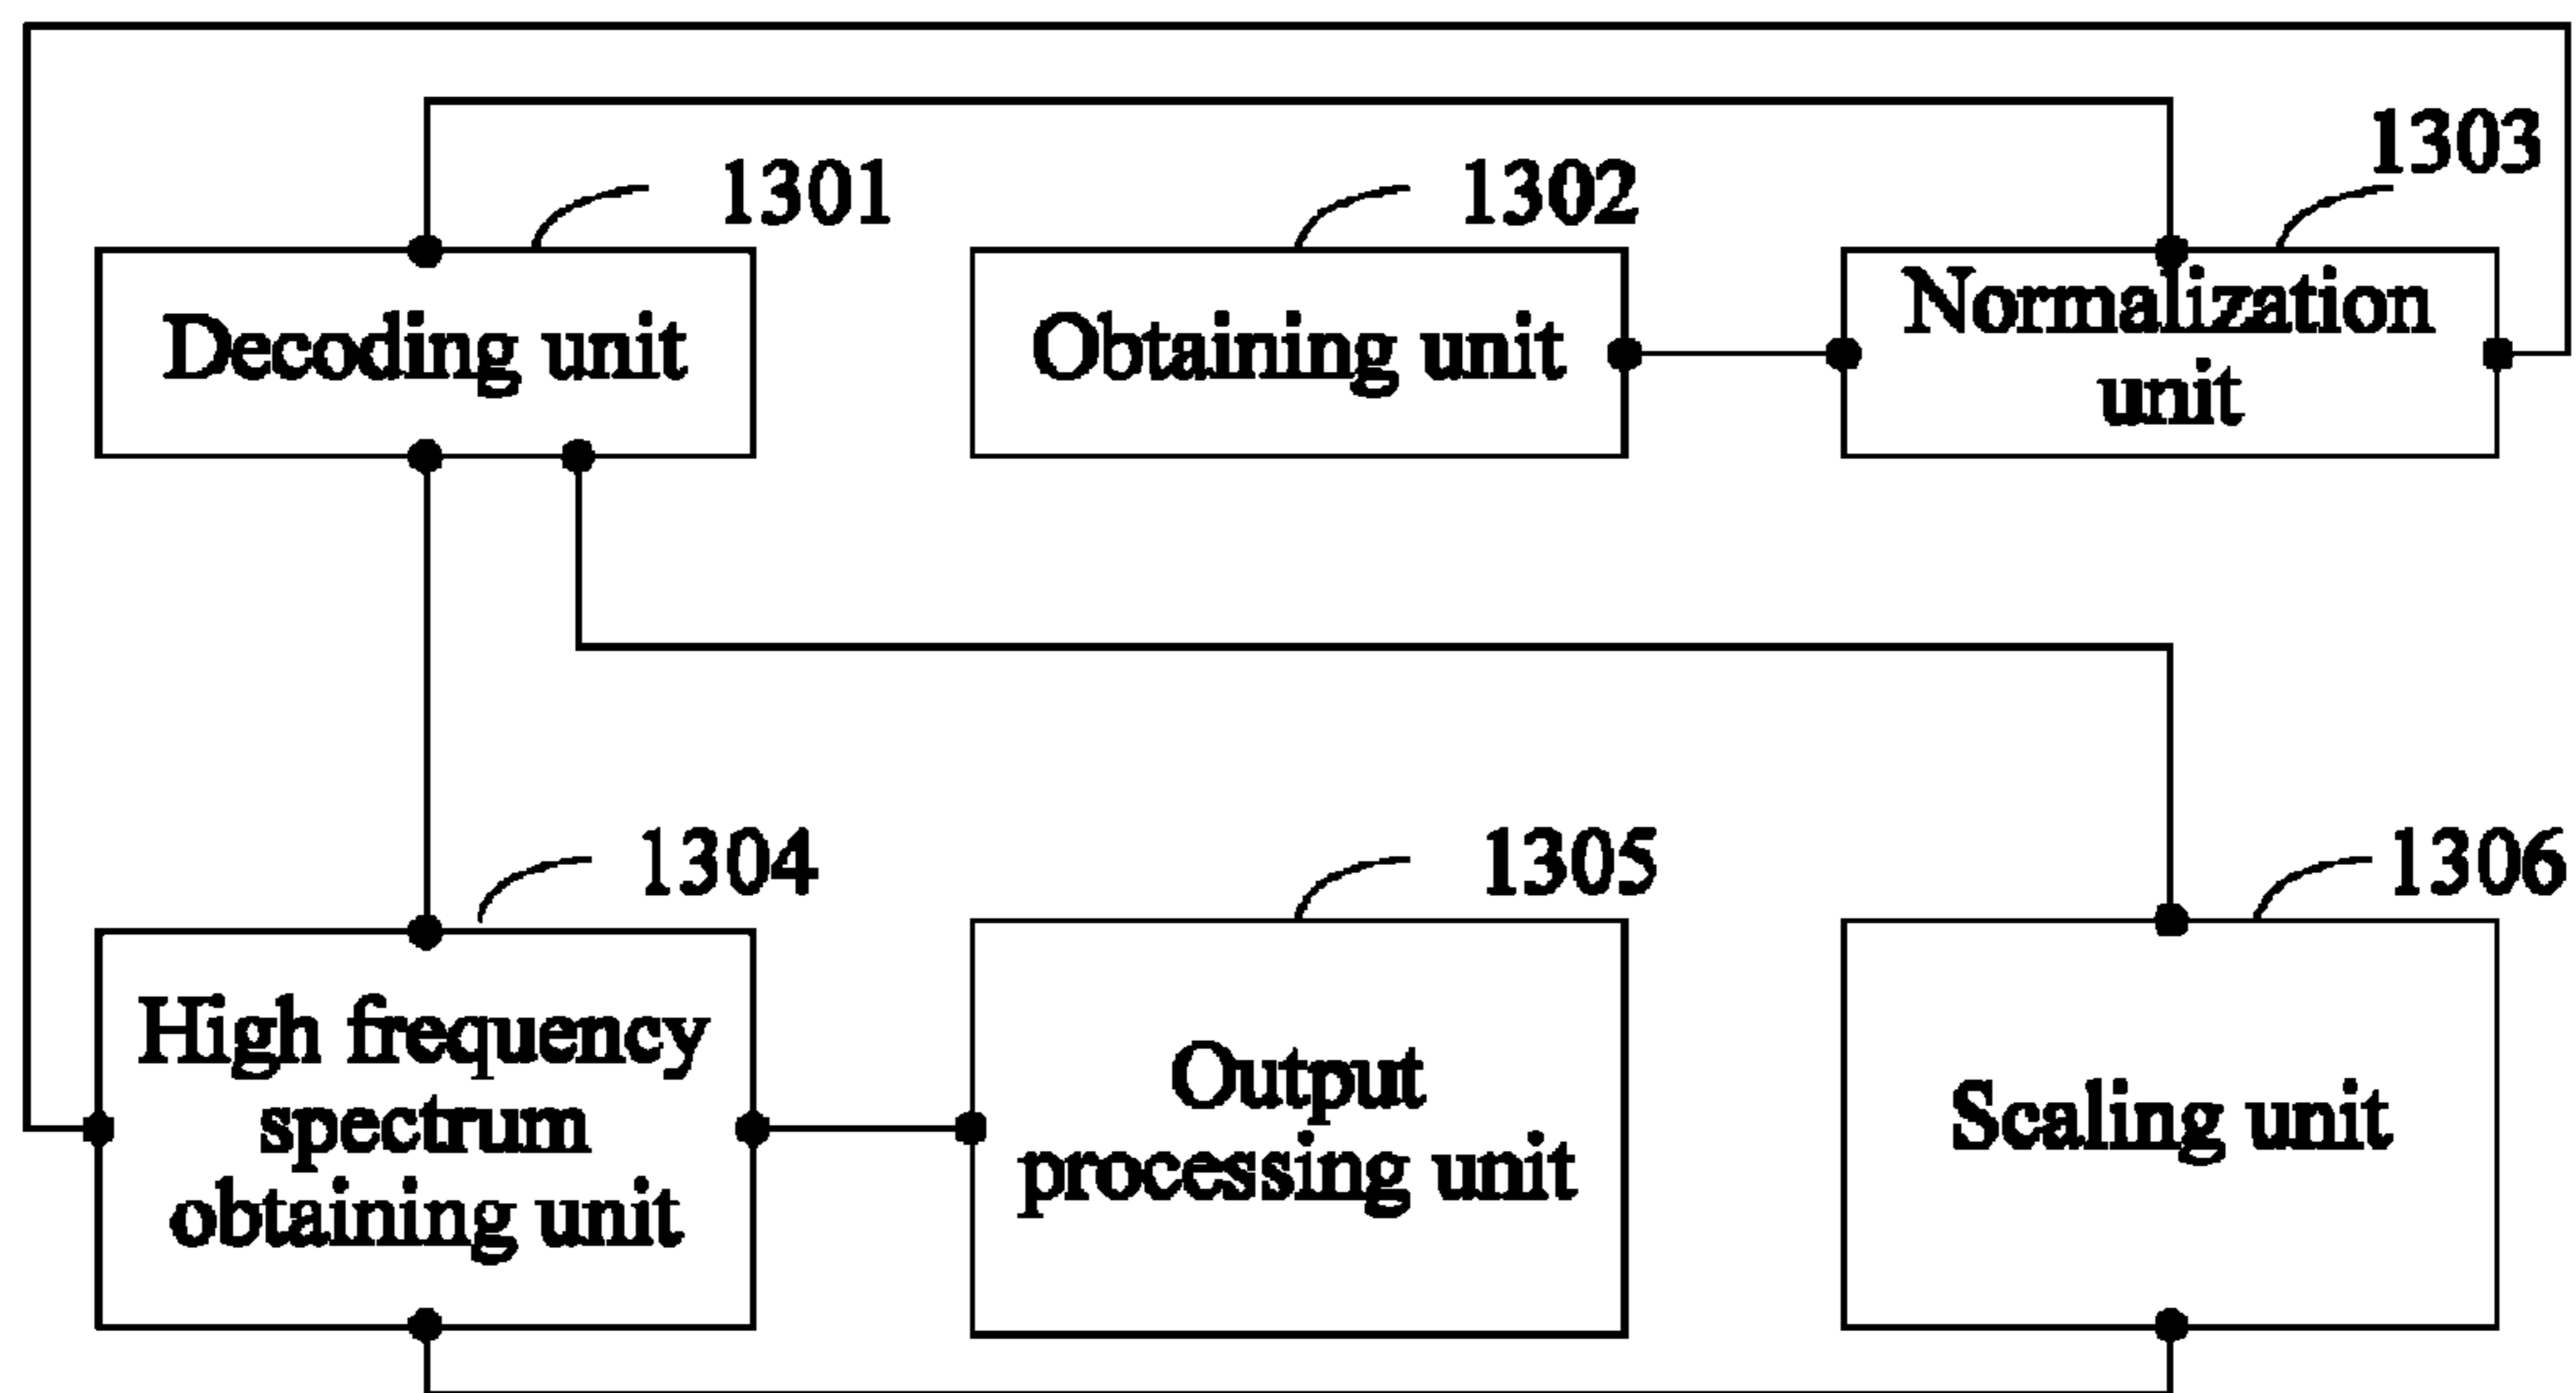 1301
1302
1303
Decoding unit
Obtaining unit
Normalization
unit
1304
1305
1306
High frequency
spectrum
obtaining unit
Output
processing unit
Scaling unit